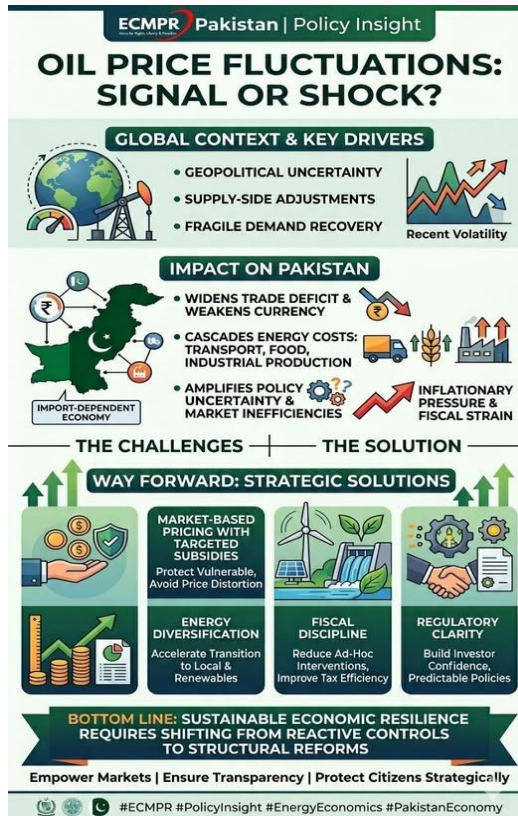 ECMPR Pakistan | Policy Insight
OIL PRICE FLUCTUATIONS:
SIGNAL OR SHOCK?
GLOBAL CONTEXT & KEY DRIVERS
• GEOPOLITICAL UNCERTAINTY
• SUPPLY-SIDE ADJUSTMENTS
• FRAGILE DEMAND RECOVERY
Recent Volatility
IMPACT ON PAKISTAN
₹
IMPORT-DEPENDENT
ECONOMY
• WIDENS TRADE DEFICIT &
WEAKENS CURRENCY
₹
• CASCADES ENERGY COSTS:
TRANSPORT, FOOD,
INDUSTRIAL PRODUCTION
• AMPLIFIES POLICY
UNCERTAINTY &
MARKET INEFFICIENCIES
??
INFLATIONARY
PRESSURE &
FISCAL STRAIN
THE CHALLENGES
THE SOLUTION
WAY FORWARD: STRATEGIC SOLUTIONS
MARKET-BASED
PRICING WITH
TARGETED
SUBSIDIES
Protect Vulnerable,
Avoid Price Distortion
ENERGY
DIVERSIFICATION
Accelerate Transition
to Local &
Renewables
FISCAL
DISCIPLINE
Reduce Ad-Hoc
Interventions,
Improve Tax Efficiency
REGULATORY
CLARITY
Build Investor
Confidence,
Predictable Policies
BOTTOM LINE: SUSTAINABLE ECONOMIC RESILIENCE
REQUIRES SHIFTING FROM REACTIVE CONTROLS
TO STRUCTURAL REFORMS
Empower Markets | Ensure Transparency | Protect Citizens Strategically
#ECMPR #PolicyInsight #EnergyEconomics #PakistanEconomy